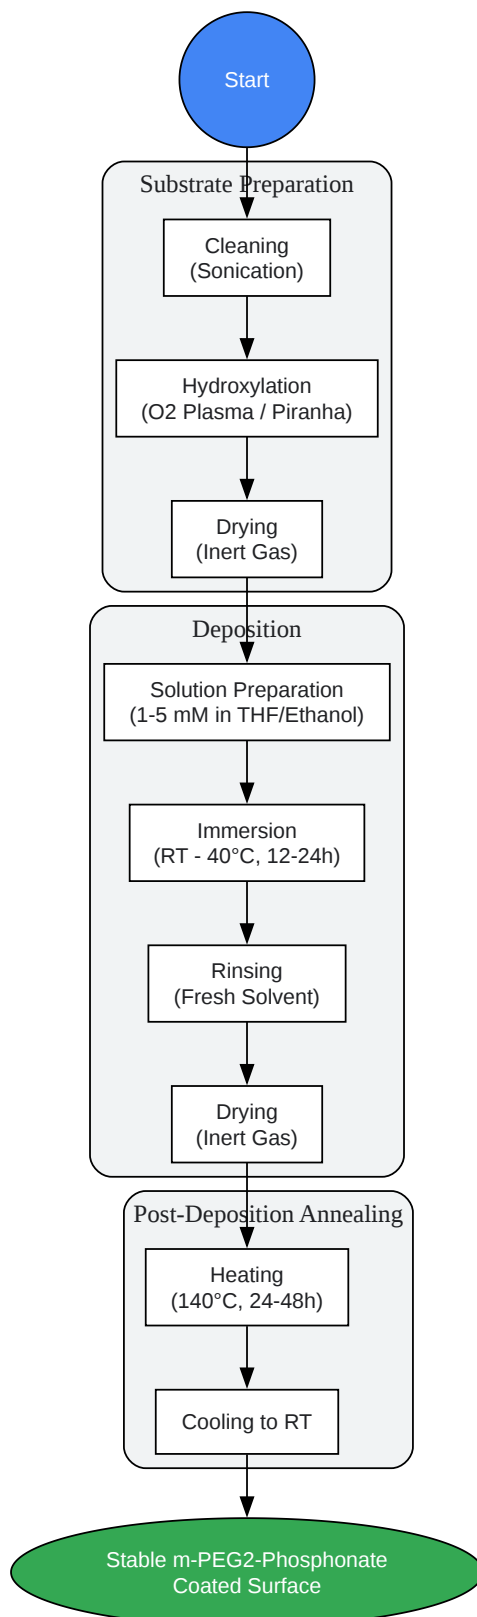 Start
Substrate Preparation
Cleaning
(Sonication)
Hydroxylation
(O2 Plasma / Piranha)
Drying
(Inert Gas)
Deposition
Solution Preparation
(1-5 mM in THF/Ethanol)
Immersion
(RT - 40°C, 12-24h)
Rinsing
(Fresh Solvent)
Drying
(Inert Gas)
Post-Deposition Annealing
Heating
(140°C, 24-48h)
Cooling to RT
Stable m-PEG2-Phosphonate
Coated Surface